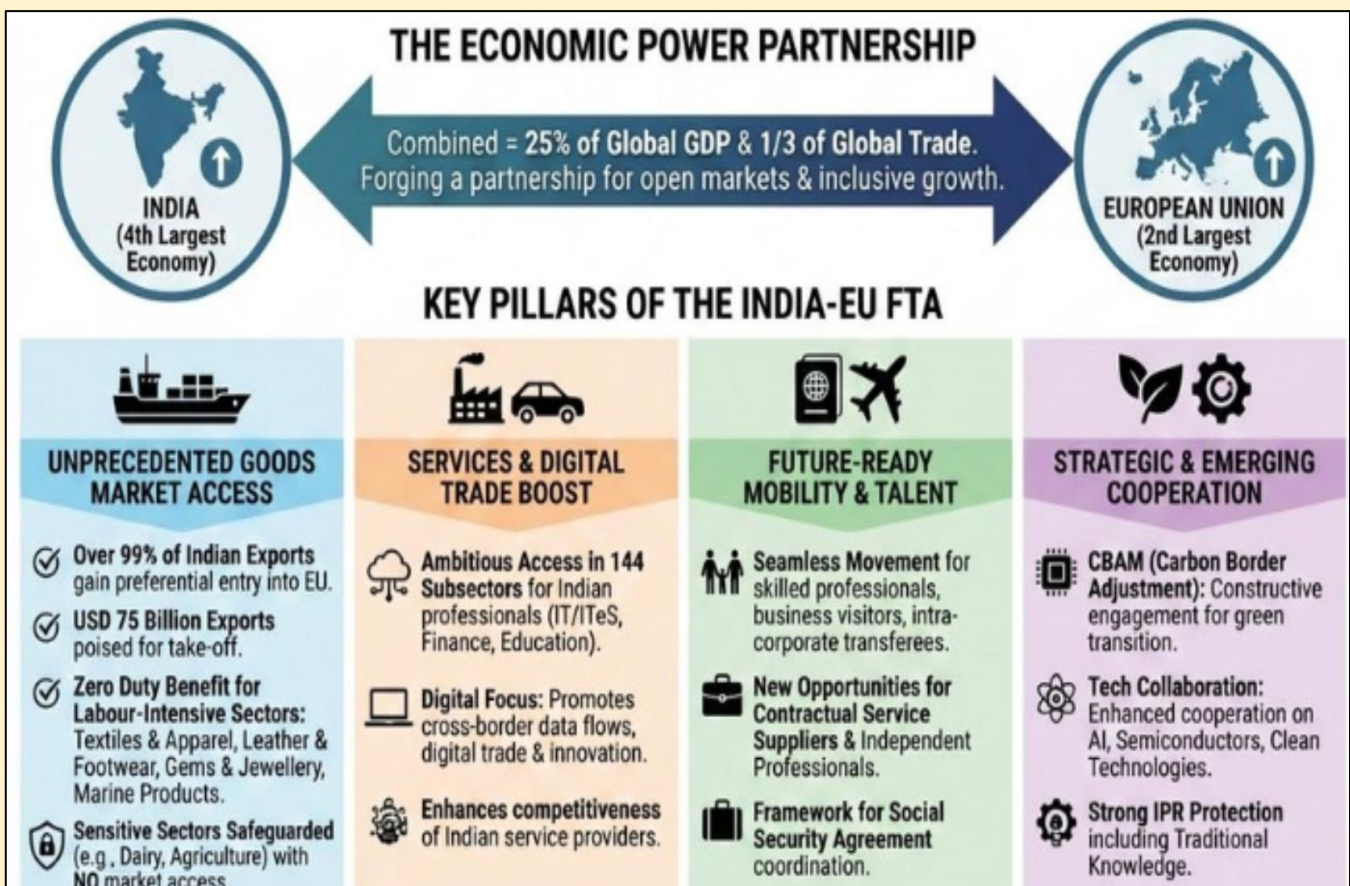 THE ECONOMIC POWER PARTNERSHIP
Combined = 25% of Global GDP & 1/3 of Global Trade.
Forging a partnership for open markets & inclusive growth.
INDIA
(4th Largest
Economy)
EUROPEAN UNION
(2nd Largest
Economy)
KEY PILLARS OF THE INDIA-EU FTA
UNPRECEDENTED GOODS
MARKET ACCESS
Over 99% of Indian Exports
gain preferential entry into EU.
USD 75 Billion Exports
poised for take-off.
Zero Duty Benefit for
Labour-Intensive Sectors:
Textiles & Apparel, Leather &
Footwear, Gems & Jewellery,
Marine Products.
Sensitive Sectors Safeguarded
(e.g, Dairy, Agriculture) with
NO market access
SERVICES & DIGITAL
TRADE BOOST
Ambitious Access in 144
Subsectors for Indian
professionals (IT/ITeS,
Finance, Education).
Digital Focus: Promotes
cross-border data flows,
digital trade & innovation.
Enhances competitiveness
of Indian service providers.
FUTURE-READY
MOBILITY & TALENT
Seamless Movement for
skilled professionals,
business visitors, intra-
corporate transferees.
New Opportunities for
Contractual Service
Suppliers & Independent
Professionals.
Framework for Social
Security Agreement
coordination.
STRATEGIC & EMERGING
COOPERATION
CBAM (Carbon Border
Adjustment): Constructive
engagement for green
transition.
Tech Collaboration:
Enhanced cooperation on
AI, Semiconductors, Clean
Technologies.
Strong IPR Protection
including Traditional
Knowledge.